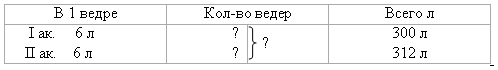 В 1 ведре Кол-во ведер Всего л
I ак. 6 л ? 300 л
II ак. 6 л ? 312 л
?